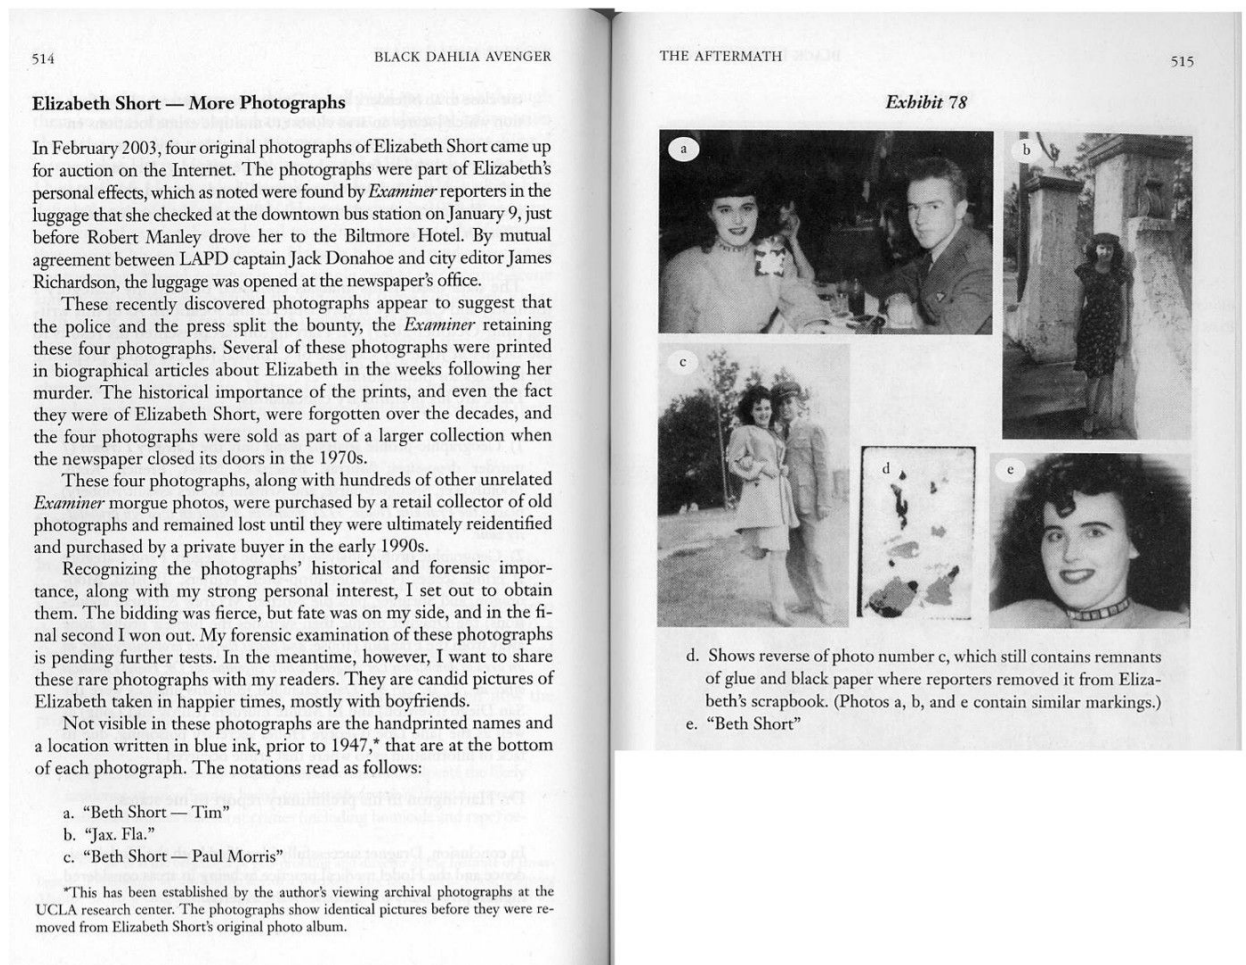 514
BLACK DAHLIA AVENGER
Elizabeth Short — More Photographs
In February 2003, four original photographs of Elizabeth Short came up
for auction on the Internet. The photographs were part of Elizabeth's
personal effects, which as noted were found by Examiner reporters in the
luggage that she checked at the downtown bus station on January 9, just
before Robert Manley drove her to the Biltmore Hotel. By mutual
agreement between LAPD captain Jack Donahoe and city editor James
Richardson, the luggage was opened at the newspaper's office.
These recently discovered photographs appear to suggest that
the police and the press split the bounty, the Examiner retaining
these four photographs. Several of these photographs were printed
in biographical articles about Elizabeth in the weeks following her
murder. The historical importance of the prints, and even the fact
they were of Elizabeth Short, were forgotten over the decades, and
the four photographs were sold as part of a larger collection when
the newspaper closed its doors in the 1970s.
These four photographs, along with hundreds of other unrelated
Examiner morgue photos, were purchased by a retail collector of old
photographs and remained lost until they were ultimately reidentified
and purchased by a private buyer in the early 1990s.
Recognizing the photographs' historical and forensic impor-
tance, along with my strong personal interest, I set out to obtain
them. The bidding was fierce, but fate was on my side, and in the fi-
nal second I won out. My forensic examination of these photographs
is pending further tests. In the meantime, however, I want to share
these rare photographs with my readers. They are candid pictures of
Elizabeth taken in happier times, mostly with boyfriends.
Not visible in these photographs are the handprinted names and
a location written in blue ink, prior to 1947,* that are at the bottom
of each photograph. The notations read as follows:
a. "Beth Short — Tim"
b. "Jax. Fla."
c. "Beth Short — Paul Morris"
*This has been established by the author's viewing archival photographs at the
UCLA research center. The photographs show identical pictures before they were re-
moved from Elizabeth Short's original photo album.
THE AFTERMATH
515
Exhibit 78
a
b
c
d
e
d. Shows reverse of photo number c, which still contains remnants
of glue and black paper where reporters removed it from Eliza-
beth's scrapbook. (Photos a, b, and e contain similar markings.)
e. "Beth Short"